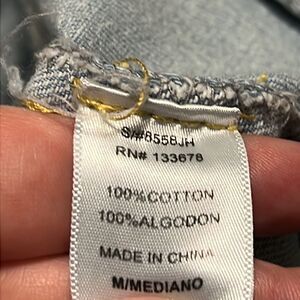 S/#8558JH
RN# 133678
100%COTTON
100%ALGODON
MADE IN CHINA
M/MEDIANO